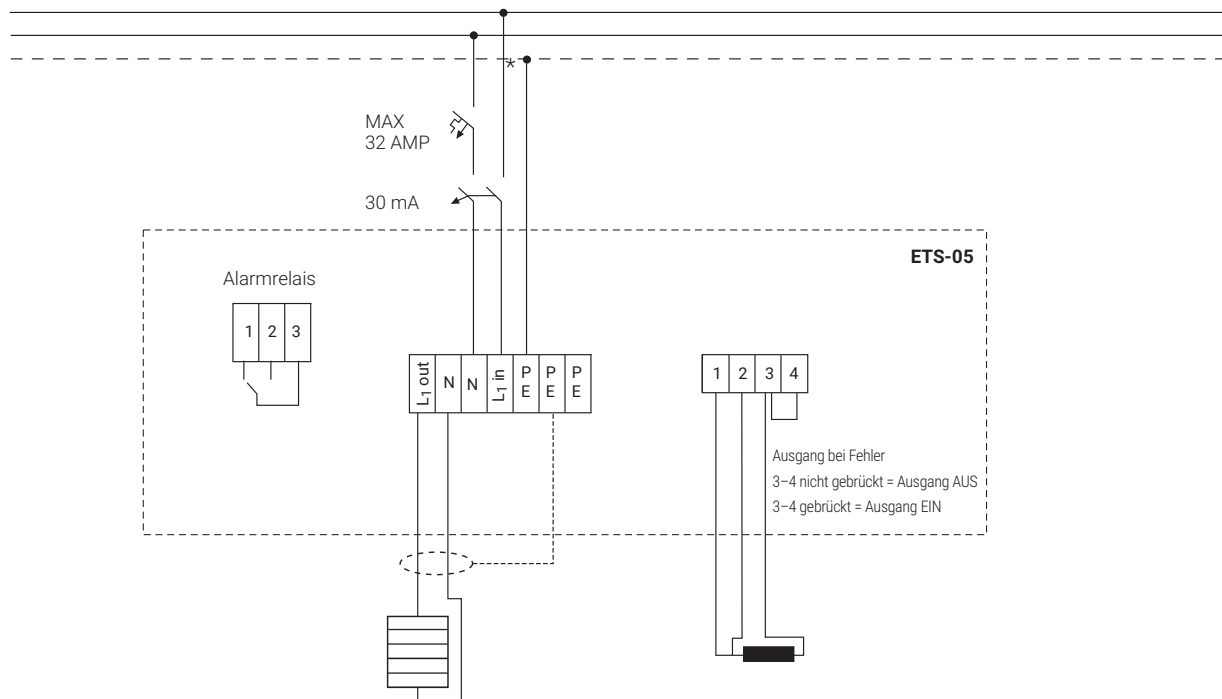 *
MAX
32 AMP
30 mA
ETS-05
Alarmrelais
1 2 3
L1 out N N L1 in PE PE PE
1 2 3 4
Ausgang bei Fehler
3–4 nicht gebrückt = Ausgang AUS
3–4 gebrückt = Ausgang EIN